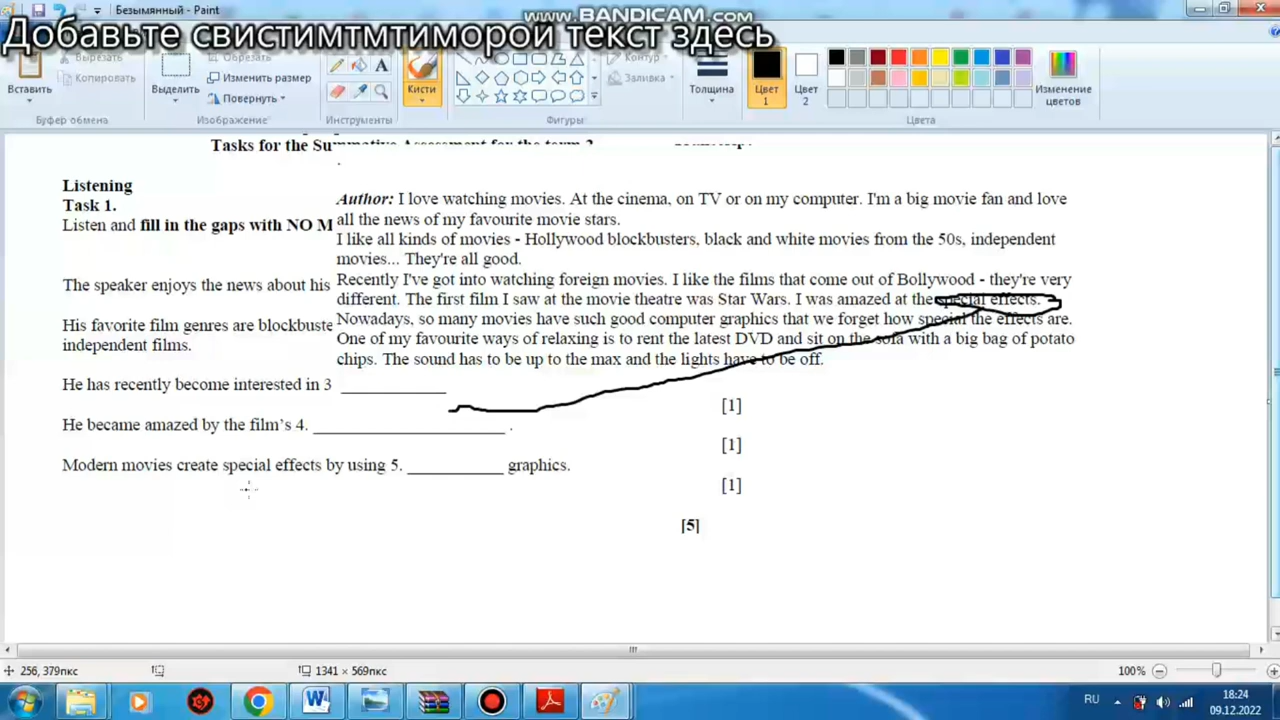 Безымянный - Paint
www.BANDICAM.com
Добавьте свистимтмтиморой текст здесь
Вставить
Вырезать
Копировать
Буфер обмена
Выделить
Обрезать
Изменить размер
Повернуть
Изображение
Инструменты
Кисти
Контур
Заливка
Фигуры
Толщина
Цвет 1
Цвет 2
Изменение цветов
Цвета
Tasks for the Summative Assessment for the term 2
Listening
Task 1.
Listen and fill in the gaps with NO M
The speaker enjoys the news about his
His favorite film genres are blockbuste
independent films.
He has recently become interested in 3 ____________
He became amazed by the film’s 4. ______________________ .
Modern movies create special effects by using 5. ___________ graphics.
Author: I love watching movies. At the cinema, on TV or on my computer. I'm a big movie fan and love
all the news of my favourite movie stars.
I like all kinds of movies - Hollywood blockbusters, black and white movies from the 50s, independent
movies... They're all good.
Recently I've got into watching foreign movies. I like the films that come out of Bollywood - they're very
different. The first film I saw at the movie theatre was Star Wars. I was amazed at the special effects.
Nowadays, so many movies have such good computer graphics that we forget how special the effects are.
One of my favourite ways of relaxing is to rent the latest DVD and sit on the sofa with a big bag of potato
chips. The sound has to be up to the max and the lights have to be off.
[1]
[1]
[1]
[5]
256, 379пкс
1341 × 569пкс
100%
RU
18:24
09.12.2022